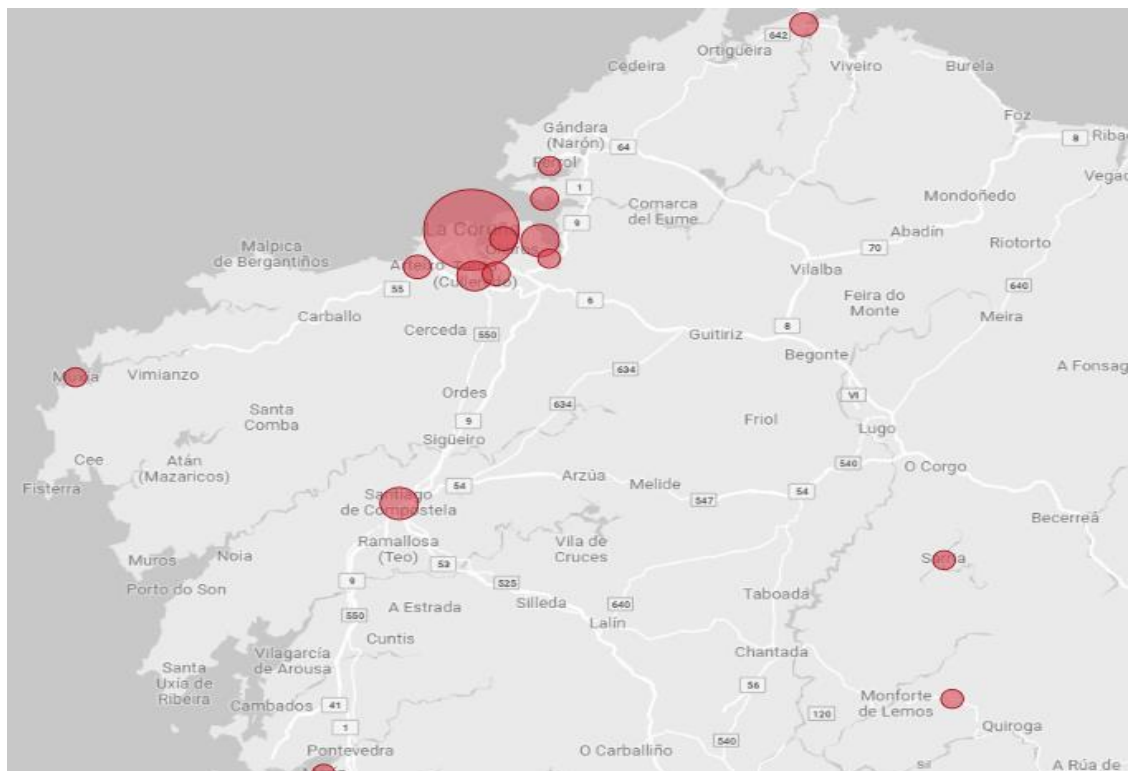 642
Ortigueira
Cedeira
Viveiro
Burela
Foz
8
Gándara
(Narón)
64
Riba
Vegad
1
Mondoñedo
Comarca
del Eume
9
Abadín
70
Riotorto
Malpica
de Bergantiños
Vilalba
640
55
6
Feira do
Monte
Carballo
Cerceda
550
Guitiriz
8
Meira
Begonte
Vimianzo
634
A Fonsag
VI
Ordes
634
Santa
Comba
9
Friol
Lugo
Sigüeiro
Cee
Atán
(Mazaricos)
540
O Corgo
Fisterra
54
Arzúa
Melide
54
547
Santiago
de Compostela
Becerreá
Ramallosa
(Teo)
Vila de
Cruces
Muros
Noia
53
Sarria
9
525
Porto do Son
Taboada
550
A Estrada
Silleda
640
Lalín
Cuntis
Vilagarcía
de Arousa
Chantada
Santa
Uxía de
Ribeira
56
Cambados
41
Monforte
de Lemos
120
1
Quiroga
540
Pontevedra
O Carballiño
Sil
A Rúa de